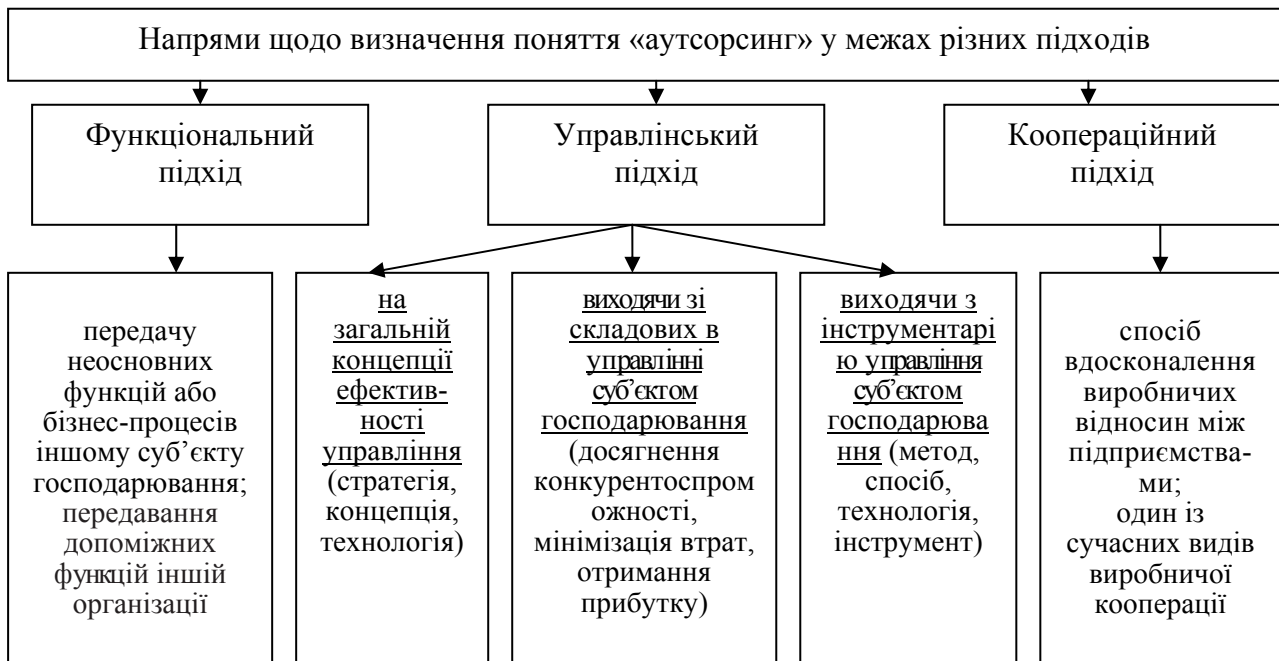 Напрями щодо визначення поняття «аутсорсинг» у межах різних підходів
Функціональний
підхід
Управлінський
підхід
Коопераційний
підхід
передачу
неосновних
функцій або
бізнес-процесів
іншому суб’єкту
господарювання;
передавання
допоміжних
функцій іншій
організації
на
загальній
концепції
ефектив-
ності
управління
(стратегія,
концепція,
технологія)
виходячи зі
складових в
управлінні
суб’єктом
господарювання
(досягнення
конкурентоспром
ожності,
мінімізація втрат,
отримання
прибутку)
виходячи з
інструментарі
ю управління
суб’єктом
господарюва
ння (метод,
спосіб,
технологія,
інструмент)
спосіб
вдосконалення
виробничих
відносин між
підприємства-
ми;
один із
сучасних видів
виробничої
кооперації